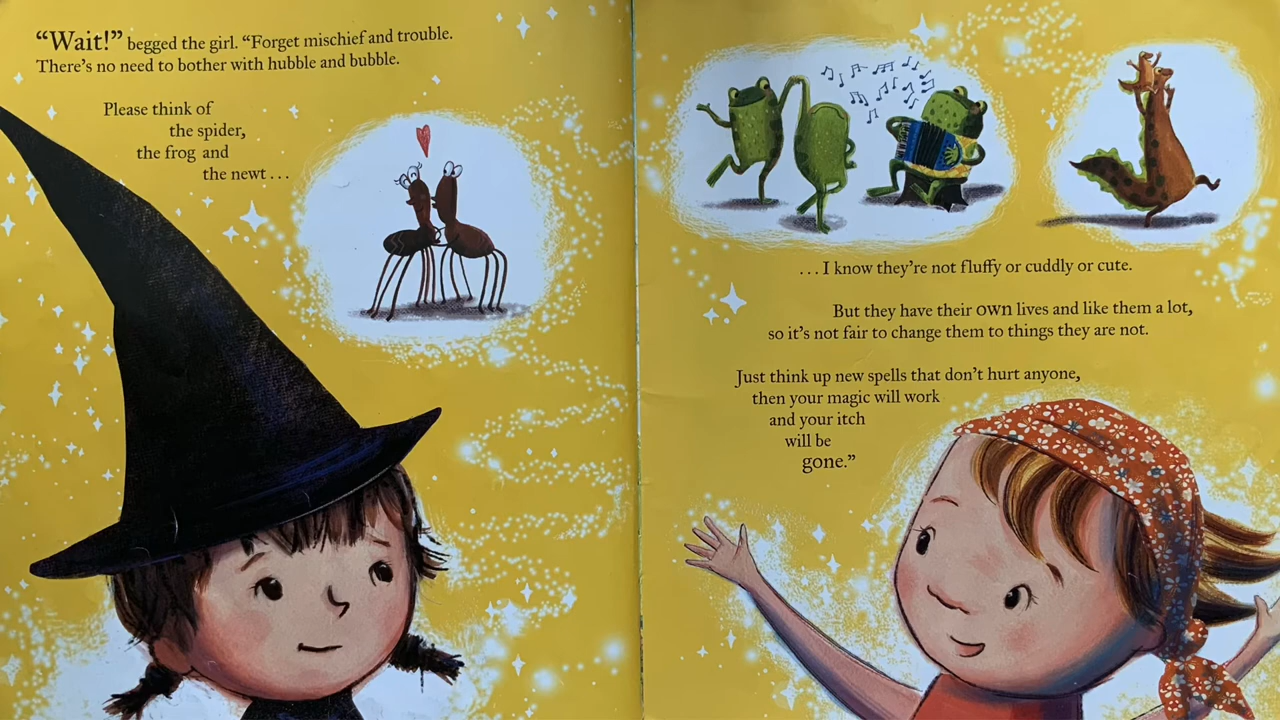 “Wait!” begged the girl. “Forget mischief and trouble.
There’s no need to bother with hubble and bubble.
Please think of
the spider,
the frog and
the newt . . .
. . . I know they’re not fluffy or cuddly or cute.
But they have their own lives and like them a lot,
so it’s not fair to change them to things they are not.
Just think up new spells that don’t hurt anyone,
then your magic will work
and your itch
will be
gone.”